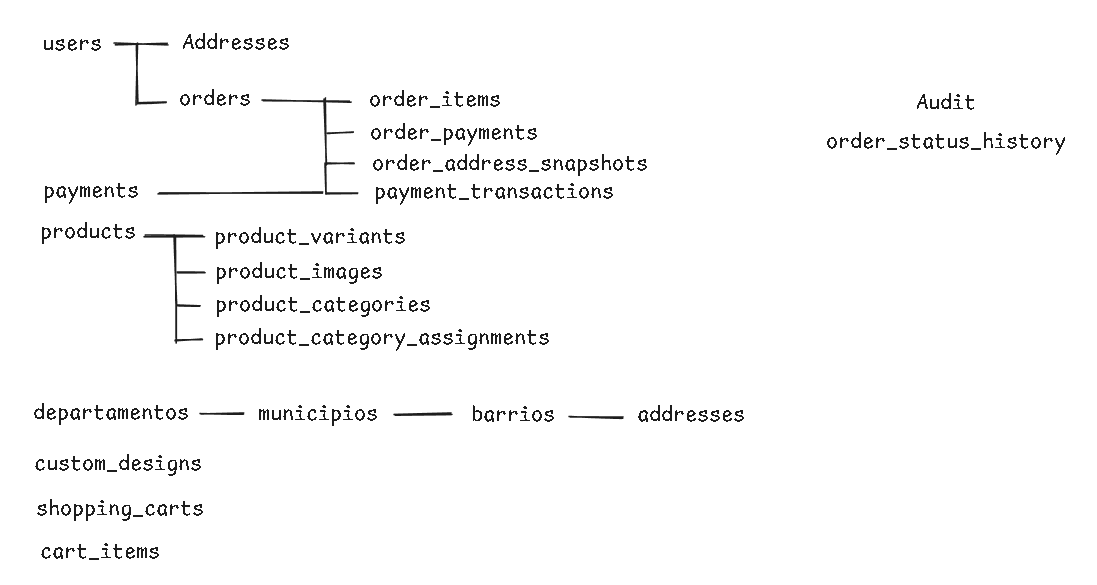 users Addresses
orders order_items
Audit
order_payments
order_status_history
order_address_snapshots
payments payment_transactions
products product_variants
product_images
product_categories
product_category_assignments
departamentos municipios barrios addresses
custom_designs
shopping_carts
cart_items